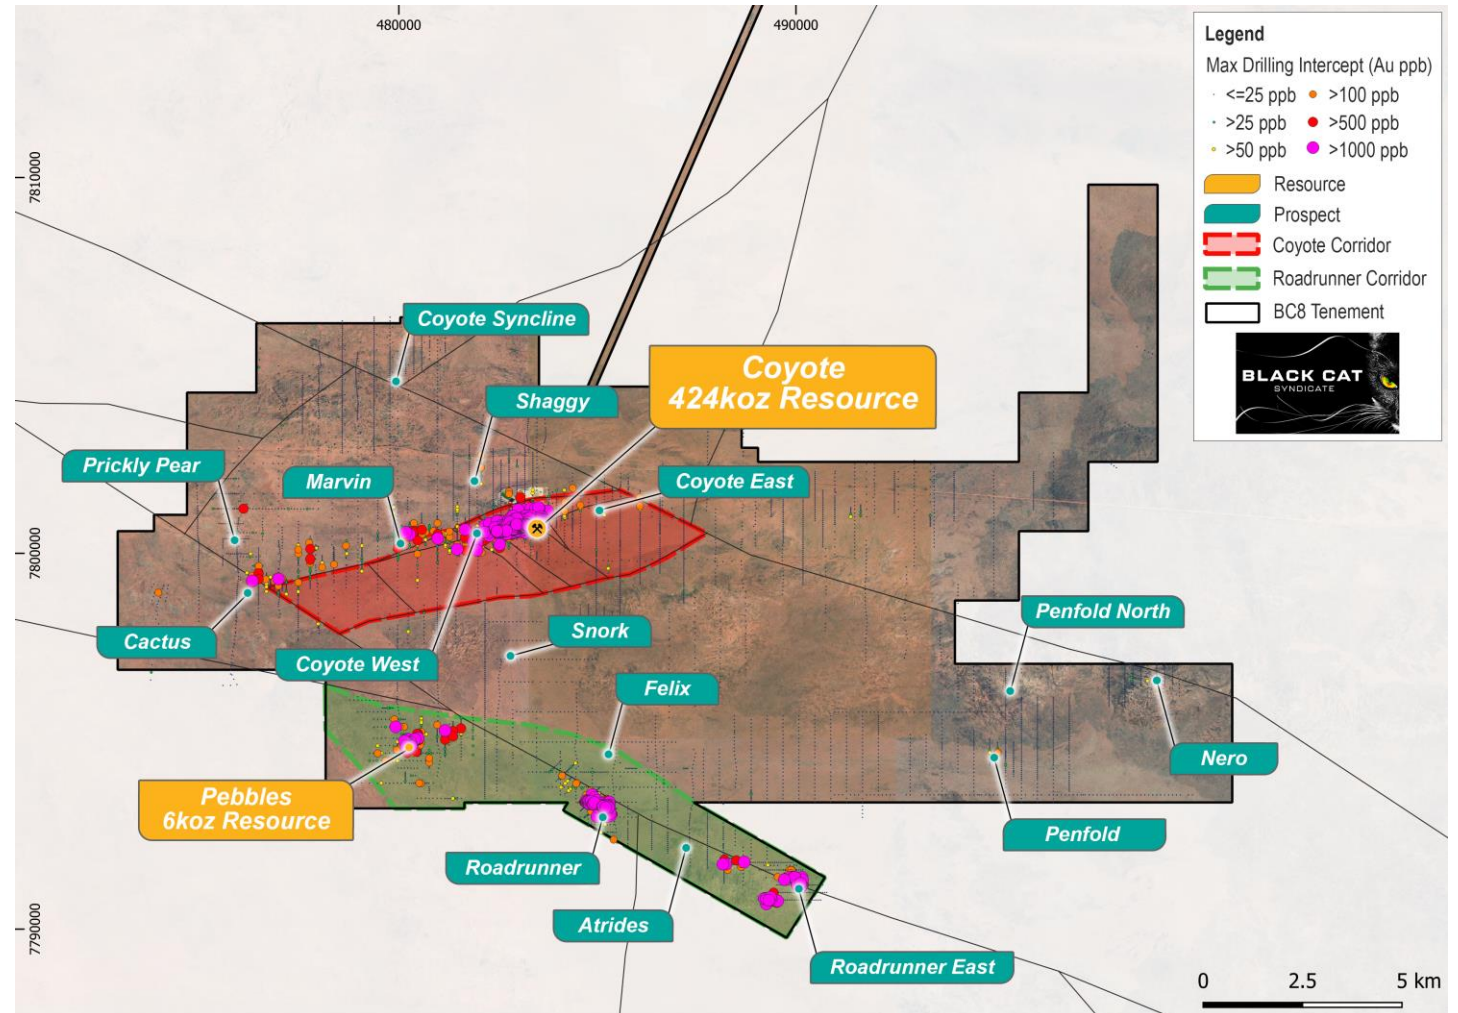 480000
490000
7810000
7800000
7790000
Legend
Max Drilling Intercept (Au ppb)
<=25 ppb
>100 ppb
>25 ppb
>500 ppb
>50 ppb
>1000 ppb
Resource
Prospect
Coyote Corridor
Roadrunner Corridor
BC8 Tenement
BLACK CAT
SYNDICATE
Coyote Syncline
Coyote
424koz Resource
Shaggy
Prickly Pear
Marvin
Coyote East
Cactus
Coyote West
Snork
Penfold North
Felix
Nero
Pebbles
6koz Resource
Penfold
Roadrunner
Atrides
Roadrunner East
0 2.5 5 km